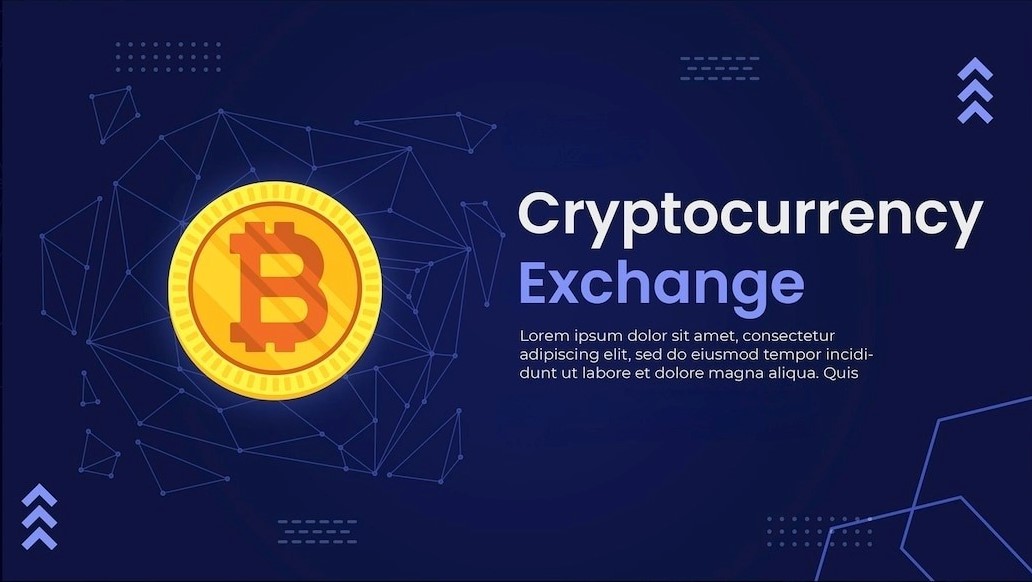 Cryptocurrency
Exchange
Lorem ipsum dolor sit amet, consectetur
adipiscing elit, sed do eiusmod tempor incidi-
dunt ut labore et dolore magna aliqua. Quis